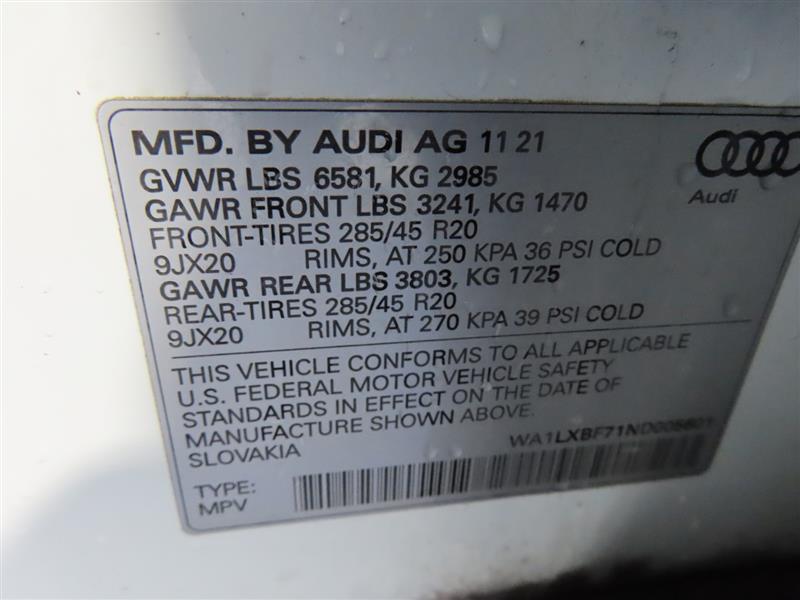 MFD. BY AUDI AG 11 21
GVWR LBS 6581, KG 2985
GAWR FRONT LBS 3241, KG 1470
FRONT-TIRES 285/45 R20
9JX20 RIMS, AT 250 KPA 36 PSI COLD
GAWR REAR LBS 3803, KG 1725
REAR-TIRES 285/45 R20
9JX20 RIMS, AT 270 KPA 39 PSI COLD
Audi
THIS VEHICLE CONFORMS TO ALL APPLICABLE
U.S. FEDERAL MOTOR VEHICLE SAFETY
STANDARDS IN EFFECT ON THE DATE OF
MANUFACTURE SHOWN ABOVE.
SLOVAKIA
TYPE:
MPV